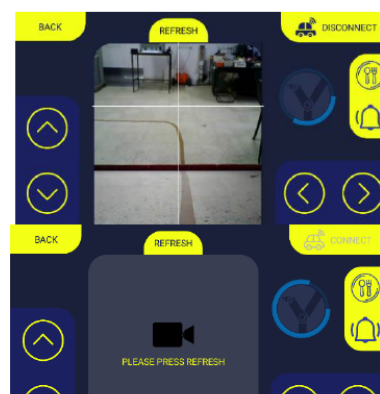 BACK
REFRESH
DISCONNECT
BACK
REFRESH
CONNECT
PLEASE PRESS REFRESH